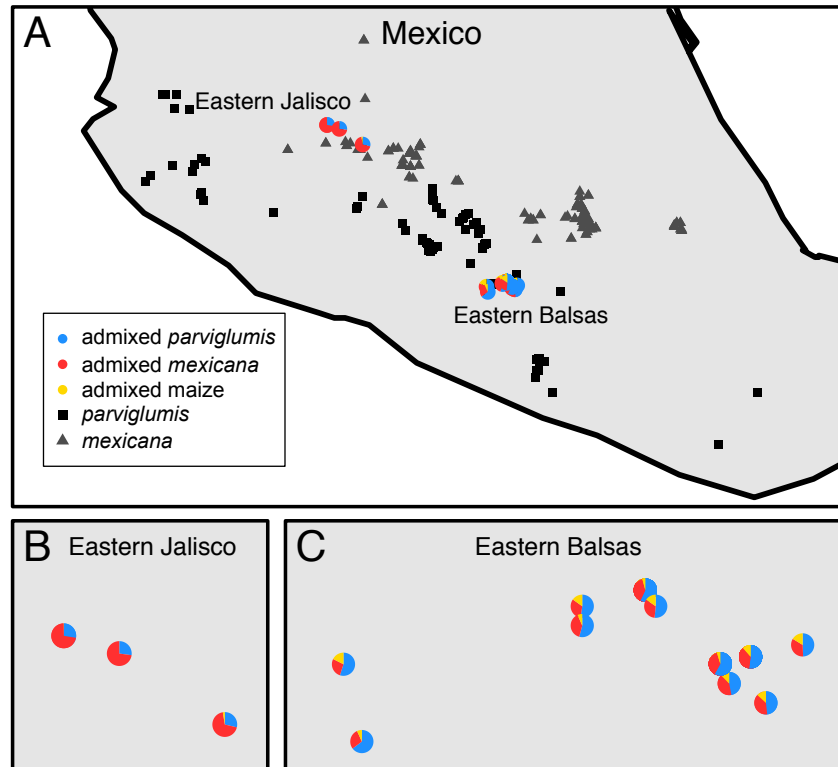 A
Mexico
Eastern Jalisco
Eastern Balsas
admixed parviglumis
admixed mexicana
admixed maize
parviglumis
mexicana
B
Eastern Jalisco
C
Eastern Balsas